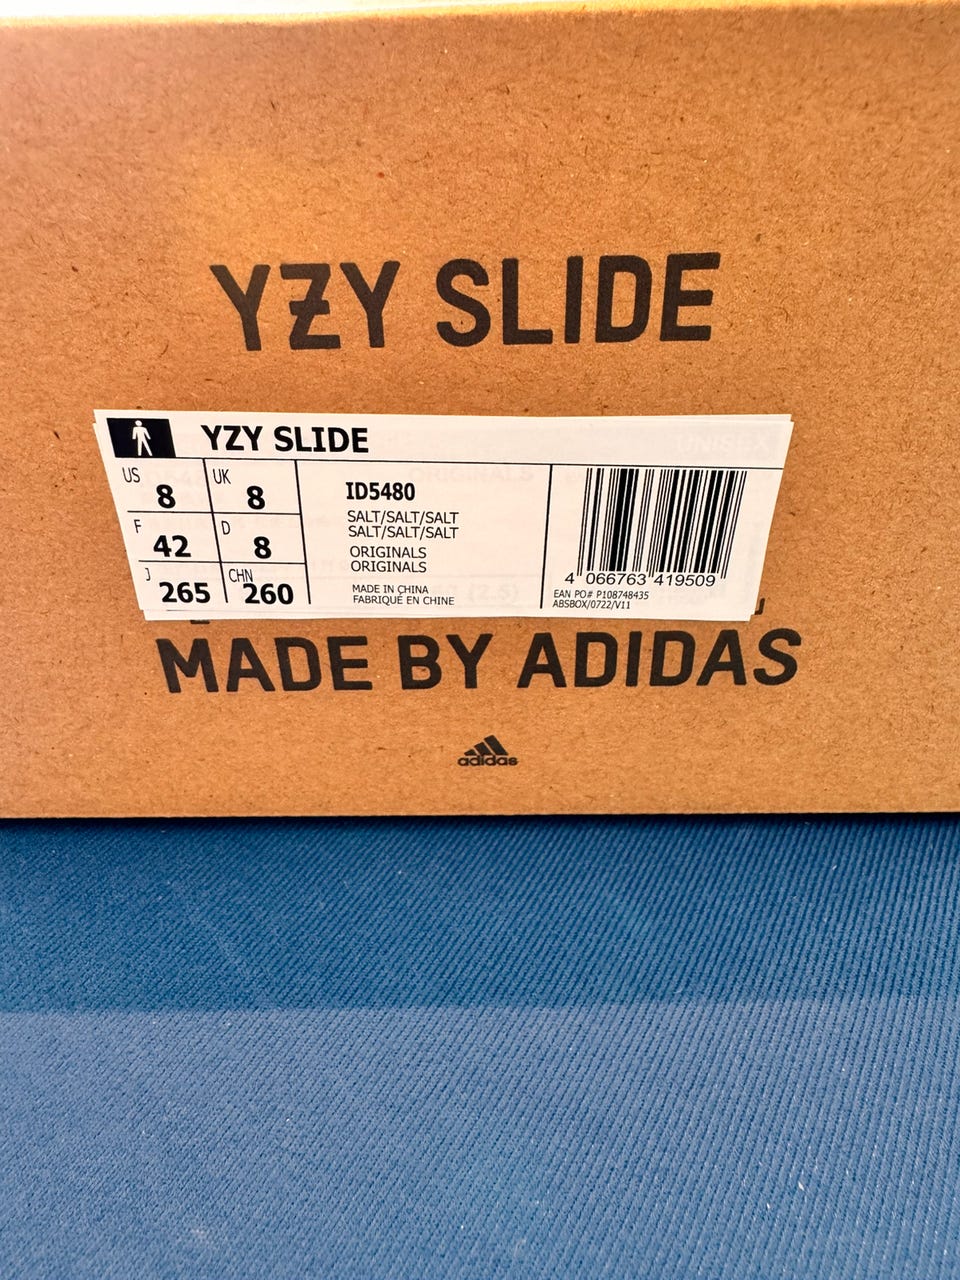 YZY SLIDE
YZY SLIDE
US 8 UK 8
F 42 D 8
J 265 CHN 260
ID5480
SALT/SALT/SALT
SALT/SALT/SALT
ORIGINALS
ORIGINALS
MADE IN CHINA
FABRIQUÉ EN CHINE
4 066763 419509
EAN PO# P108748435
ABSBOX/0722/V11
MADE BY ADIDAS
adidas